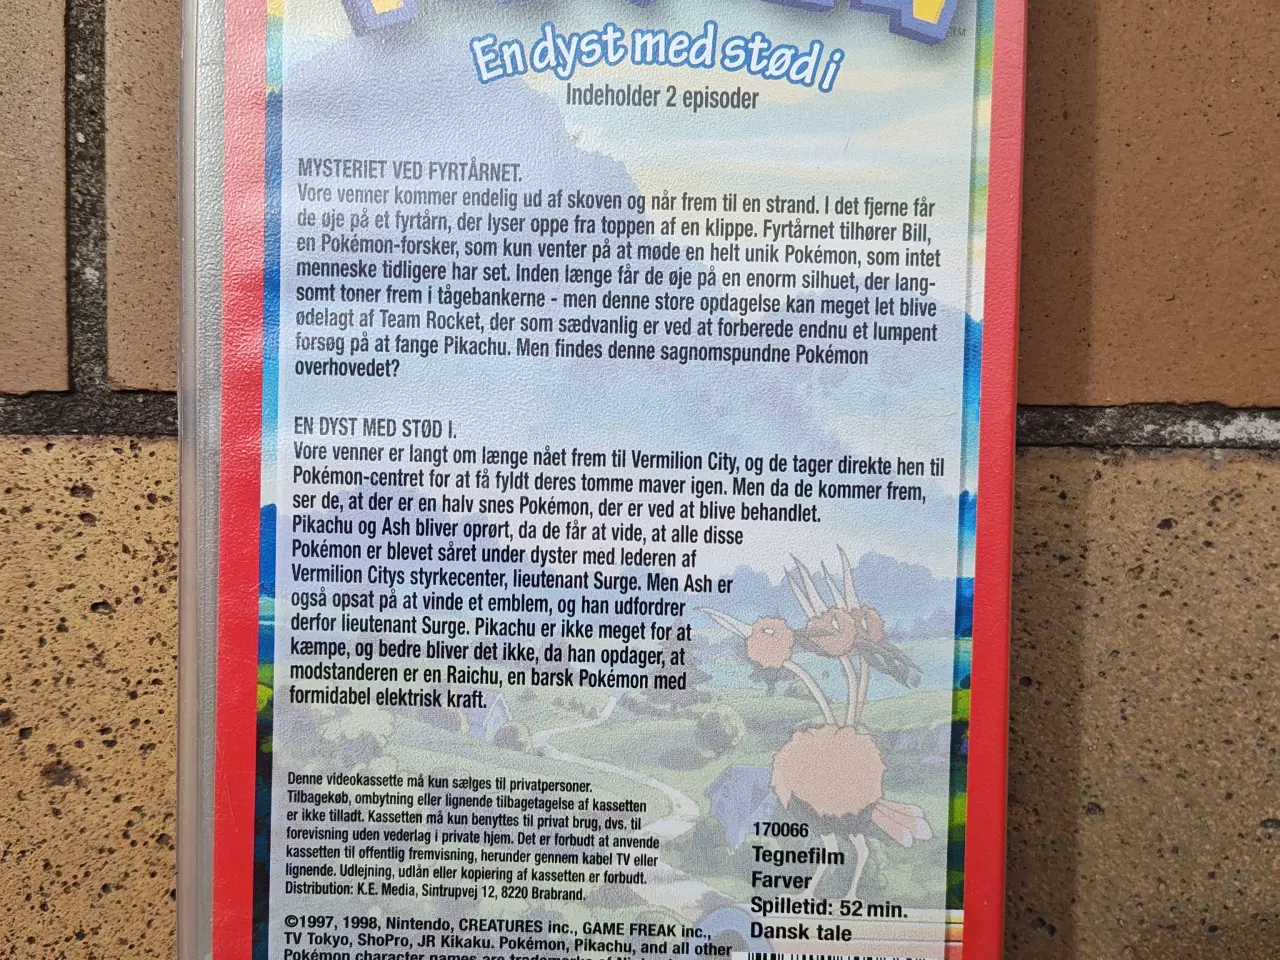 En dyst med stød i
Indeholder 2 episoder
MYSTERIET VED FYRTÅRNET.
Vore venner kommer endelig ud af skoven og når frem til en strand. I det fjerne får
de øje på et fyrtårn, der lyser oppe fra toppen af en klippe. Fyrtårnet tilhører Bill,
en Pokémon-forsker, som kun venter på at møde en helt unik Pokémon, som intet
menneske tidligere har set. Inden længe får de øje på en enorm silhuet, der lang-
somt toner frem i tågebankerne - men denne store opdagelse kan meget let blive
ødelagt af Team Rocket, der som sædvanlig er ved at forberede endnu et lumpent
forsøg på at fange Pikachu. Men findes denne sagnomspundne Pokémon
overhovedet?
EN DYST MED STØD I.
Vore venner er langt om længe nået frem til Vermilion City, og de tager direkte hen til
Pokémon-centret for at få fyldt deres tomme maver igen. Men da de kommer frem,
ser de, at der er en halv snes Pokémon, der er ved at blive behandlet.
Pikachu og Ash bliver oprørt, da de får at vide, at alle disse
Pokémon er blevet såret under dyster med lederen af
Vermilion Citys styrkecenter, lieutenant Surge. Men Ash er
også opsat på at vinde et emblem, og han udfordrer
derfor lieutenant Surge. Pikachu er ikke meget for at
kæmpe, og bedre bliver det ikke, da han opdager, at
modstanderen er en Raichu, en barsk Pokémon med
formidabel elektrisk kraft.
Denne videokassette må kun sælges til privatpersoner.
Tilbagekøb, ombytning eller lignende tilbagetagelse af kassetten
er ikke tilladt. Kassetten må kun benyttes til privat brug, dvs. til
forevisning uden vederlag i private hjem. Det er forbudt at anvende
kassetten til offentlig fremvisning, herunder gennem kabel TV eller
lignende. Udlejning, udlån eller kopiering af kassetten er forbudt.
Distribution: K.E. Media, Sintrupvej 12, 8220 Brabrand.
©1997, 1998, Nintendo, CREATURES inc., GAME FREAK inc.,
TV Tokyo, ShoPro, JR Kikaku. Pokémon, Pikachu, and all other
Pokémon character names are trademarks of
170066
Tegnefilm
Farver
Spilletid: 52 min.
Dansk tale